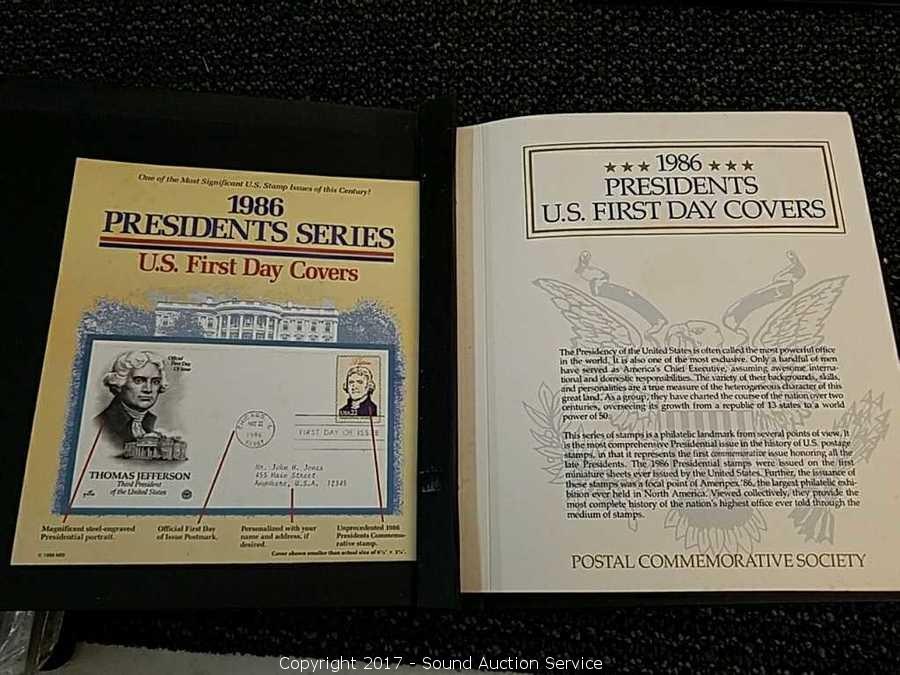 One of the Most Significant U.S. Stamp Issues of this Century!
1986
PRESIDENTS SERIES
U.S. First Day Covers
Official
First Day
Of Issue
USA22
CHICAGO
1986
FIRST DAY OF ISSUE
Mr. John H. Jones
455 Main Street
Anywhere, U.S.A. 12345
THOMAS JEFFERSON
Third President
of the United States
Magnificent steel-engraved
Presidential portrait.
Official First Day
of Issue Postmark.
Personalized with your
name and address, if
desired.
Unprecedented 1986
Presidents Commemo-
rative stamp.
Cover shown smaller than actual size of
★★★ 1986 ★★★
PRESIDENTS
U.S. FIRST DAY COVERS
The Presidency of the United States is often called the most powerful office
in the world. It is also one of the most exclusive. Only a handful of men
have served as America's Chief Executive, assuming awesome interna-
tional and domestic responsibilities. The variety of their backgrounds, skills,
and personalities are a true measure of the heterogeneous character of this
great land. As a group, they have charted the course of the nation over two
centuries, overseeing its growth from a republic of 13 states to a world
power of 50.
This series of stamps is a philatelic landmark from several points of view. It
is the most comprehensive Presidential issue in the history of U.S. postage
stamps, in that it represents the first commemorative issue honoring all the
late Presidents. The 1986 Presidential stamps were issued on the first
miniature sheets ever issued by the United States. Further, the issuance of
these stamps was a focal point of Ameripex '86, the largest philatelic exhi-
bition ever held in North America. Viewed collectively, they provide the
most complete history of the nation's highest office ever told through the
medium of stamps.
POSTAL COMMEMORATIVE SOCIETY
Copyright 2017 - Sound Auction Service